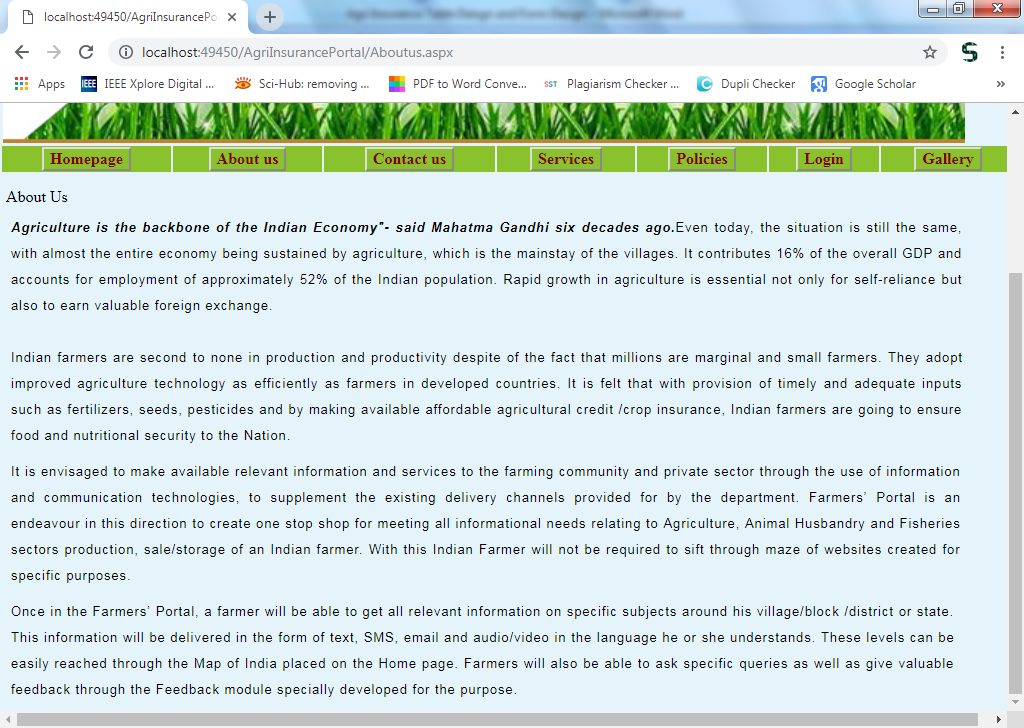 localhost:49450/AgriInsurancePo
localhost:49450/AgriInsurancePortal/Aboutus.aspx
Apps IEEE IEEE Xplore Digital ... Sci-Hub: removing ... PDF to Word Conve... SST Plagiarism Checker ... Dupli Checker Google Scholar »
Homepage About us Contact us Services Policies Login Gallery
About Us
Agriculture is the backbone of the Indian Economy"- said Mahatma Gandhi six decades ago.Even today, the situation is still the same,
with almost the entire economy being sustained by agriculture, which is the mainstay of the villages. It contributes 16% of the overall GDP and
accounts for employment of approximately 52% of the Indian population. Rapid growth in agriculture is essential not only for self-reliance but
also to earn valuable foreign exchange.
Indian farmers are second to none in production and productivity despite of the fact that millions are marginal and small farmers. They adopt
improved agriculture technology as efficiently as farmers in developed countries. It is felt that with provision of timely and adequate inputs
such as fertilizers, seeds, pesticides and by making available affordable agricultural credit /crop insurance, Indian farmers are going to ensure
food and nutritional security to the Nation.
It is envisaged to make available relevant information and services to the farming community and private sector through the use of information
and communication technologies, to supplement the existing delivery channels provided for by the department. Farmers’ Portal is an
endeavour in this direction to create one stop shop for meeting all informational needs relating to Agriculture, Animal Husbandry and Fisheries
sectors production, sale/storage of an Indian farmer. With this Indian Farmer will not be required to sift through maze of websites created for
specific purposes.
Once in the Farmers’ Portal, a farmer will be able to get all relevant information on specific subjects around his village/block /district or state.
This information will be delivered in the form of text, SMS, email and audio/video in the language he or she understands. These levels can be
easily reached through the Map of India placed on the Home page. Farmers will also be able to ask specific queries as well as give valuable
feedback through the Feedback module specially developed for the purpose.